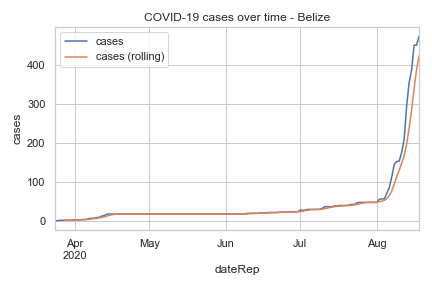 COVID-19 cases over time - Belize
cases
cases (rolling)
400
300
200
100
0
cases
Apr May Jun Jul Aug
2020
dateRep